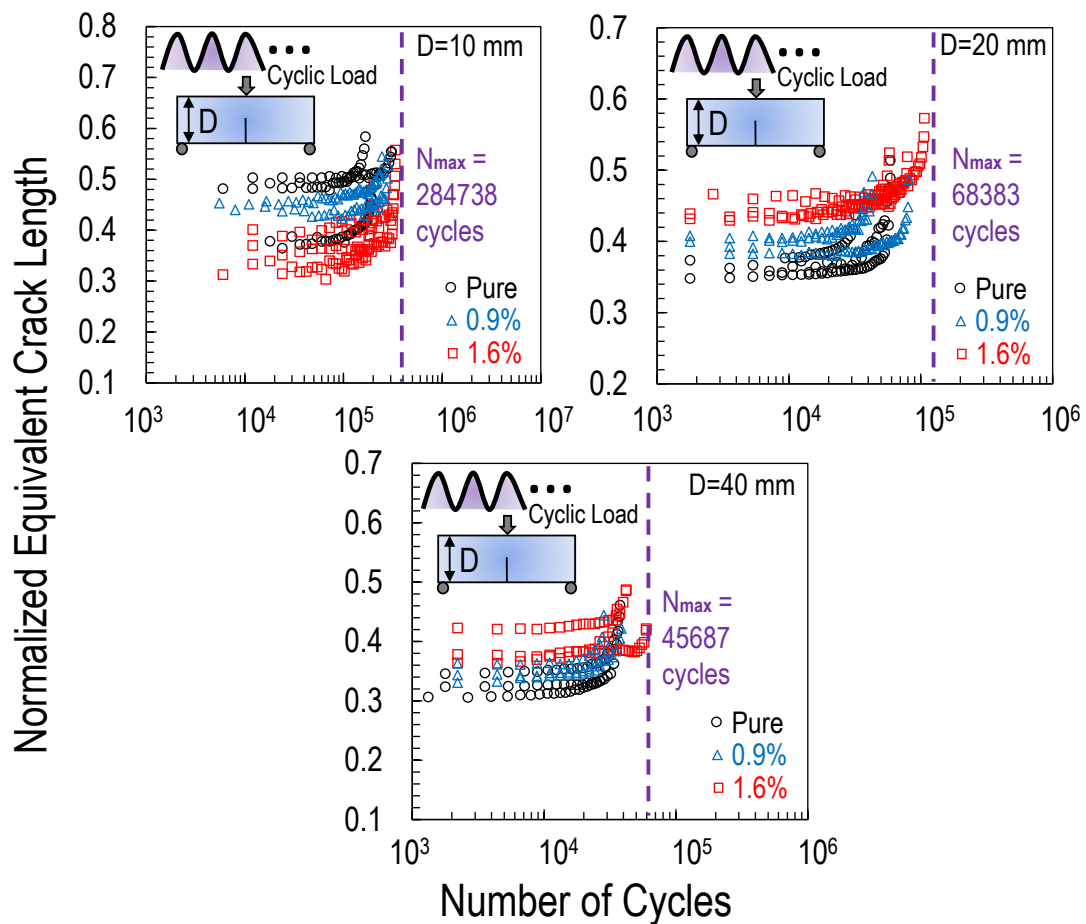 Normalized Equivalent Crack Length
0.8
0.7
0.6
0.5
0.4
0.3
0.2
0.1
10³
10⁴
10⁵
10⁶
10⁷
D=10 mm
Cyclic Load
D
Nmax =
284738
cycles
Pure
0.9%
1.6%
0.7
0.6
0.5
0.4
0.3
0.2
10³
10⁴
10⁵
10⁶
D=20 mm
Cyclic Load
D
Nmax =
68383
cycles
Pure
0.9%
1.6%
0.7
0.6
0.5
0.4
0.3
0.2
0.1
10³
10⁴
10⁵
10⁶
D=40 mm
Cyclic Load
D
Nmax =
45687
cycles
Pure
0.9%
1.6%
Number of Cycles